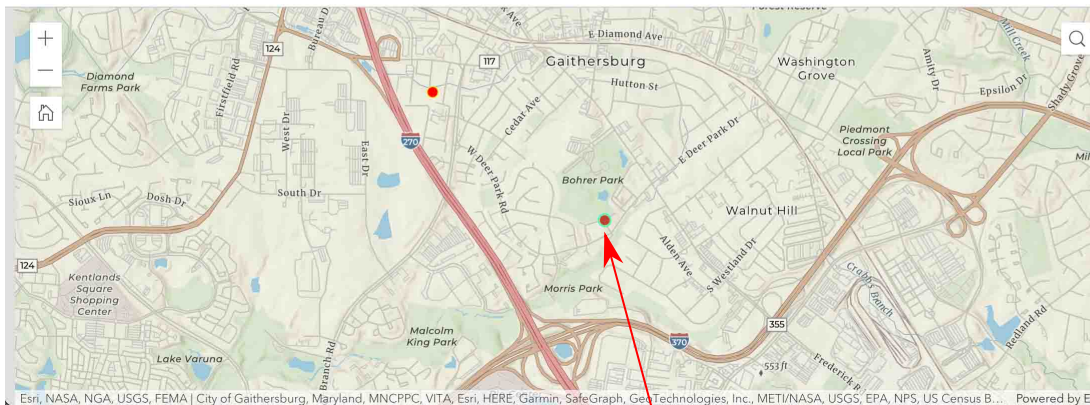 Forest Reserve
E Diamond Ave
Ave
Bureau Dr
124
Mill Creek
117
Gaithersburg
Washington
Grove
Shady Grove
Diamond
Farms Park
Firstfield Rd
Hutton St
Amity Dr
Epsilon Dr
Cedar Ave
West Dr
East Dr
270
E Deer Park Dr
Piedmont
Crossing
Local Park
W Deer Park Rd
Bohrer Park
Sioux Ln
Dosh Dr
South Dr
Walnut Hill
Alden Ave
S Westland Dr
124
Kentlands
Square
Shopping
Center
Morris Park
Crabbs Branch
Malcolm
King Park
355
370
Redland Rd
Lake Varuna
Branch Rd
553 ft
Frederick R
Esri, NASA, NGA, USGS, FEMA | City of Gaithersburg, Maryland, MNCPPC, VITA, Esri, HERE, Garmin, SafeGraph, GeoTechnologies, Inc., METI/NASA, USGS, EPA, NPS, US Census B... Powered by